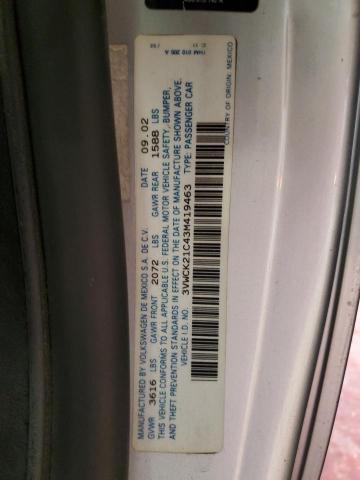 MANUFACTURED BY VOLKSWAGEN DE MEXICO S.A. DE C.V. DATE 09.02
GVWR 3616 LBS GAWR FRONT 2072 LBS GAWR REAR 1588 LBS
THIS VEHICLE CONFORMS TO ALL APPLICABLE U.S. FEDERAL MOTOR VEHICLE SAFETY, BUMPER,
AND THEFT PREVENTION STANDARDS IN EFFECT ON THE DATE OF MANUFACTURE SHOWN ABOVE.
VEHICLE I.D. NO. 3VWCK21C43M419463 TYPE: PASSENGER CAR
COUNTRY OF ORIGIN: MEXICO